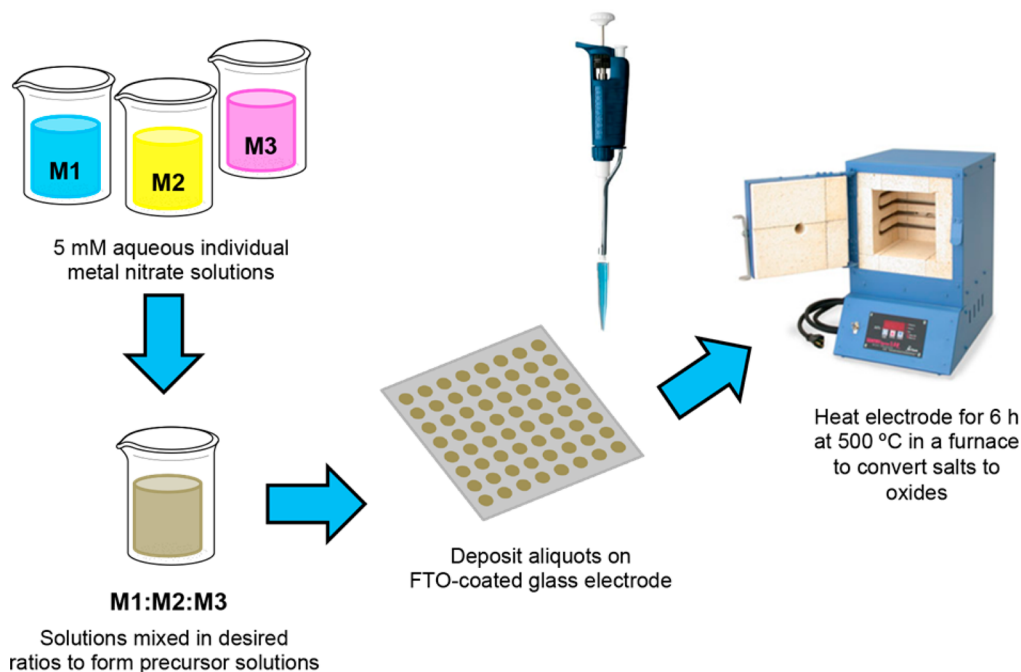 M1
M2
M3
5 mM aqueous individual
metal nitrate solutions
M1:M2:M3
Solutions mixed in desired
ratios to form precursor solutions
Deposit aliquots on
FTO-coated glass electrode
Heat electrode for 6 h
at 500 ºC in a furnace
to convert salts to
oxides